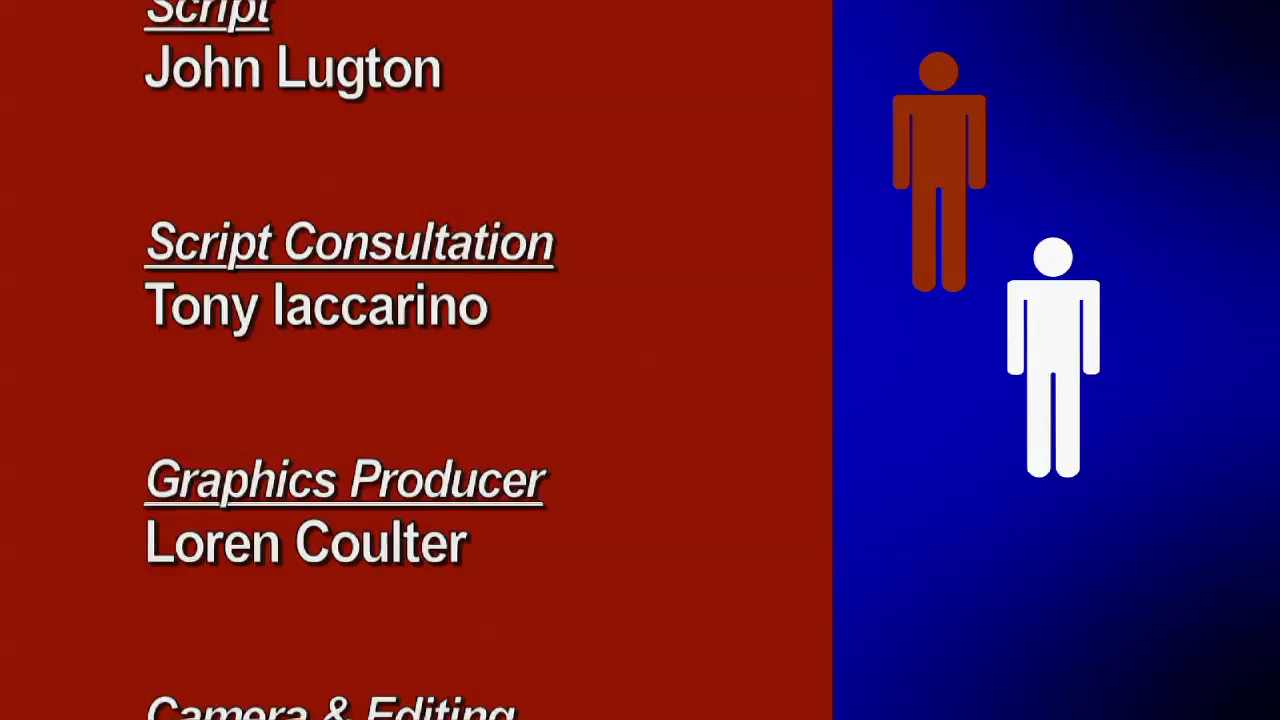 Script
John Lugton
Script Consultation
Tony Iaccarino
Graphics Producer
Loren Coulter
Camera & Editing